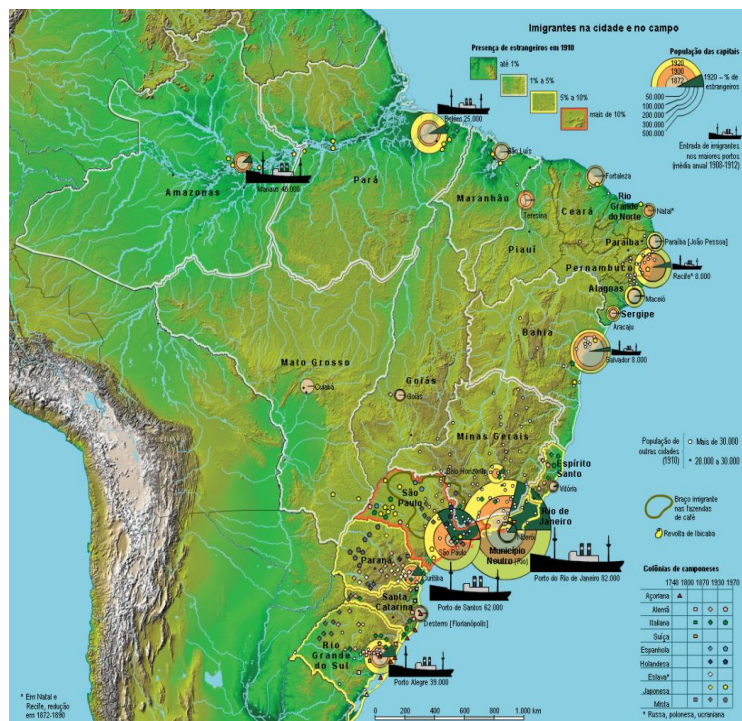 Imigrantes na cidade e no campo
Presença de estrangeiros em 1910
até 1%
1% a 5%
5% a 10%
mais de 10%
População das capitais
1920
1900
1872
1920 – % de
estrangeiros
50.000
100.000
200.000
300.000
500.000
Entrada de imigrantes
nos maiores portos
(média anual 1908-1912)
Belém 25.000
São Luís
Fortaleza
Manaus 48.000
Amazonas
Pará
Maranhão
Teresina
Ceará
Rio
Grande
do Norte
Natal*
Piauí
Paraíba
Paraíba [João Pessoa]
Pernambuco
Recife* 8.000
Alagoas
Maceió
Sergipe
Aracaju
Bahia
Salvador 8.000
Mato Grosso
Cuiabá
Goiás
Goiás
Minas Gerais
Belo Horizonte
Espírito
Santo
Vitória
São
Paulo
Rio de
Janeiro
Niterói
São Paulo
Município
Neutro (Rio)
Porto do Rio de Janeiro 82.000
Paraná
Curitiba
Porto de Santos 62.000
Santa
Catarina
Desterro [Florianópolis]
Rio
Grande
do Sul
Porto Alegre 39.000
População de
outras cidades
(1910)
Mais de 30.000
20.000 a 30.000
Braço imigrante
nas fazendas
de café
Revolta de Ibicaba
Colônias de camponeses
1740 1800 1870 1930 1970
Açoriana
Alemã
Italiana
Suíça
Espanhola
Holandesa
Eslava*
Japonesa
Mista
* Russa, polonesa, ucraniana
* Em Natal e
Recife, redução
em 1872-1890
0 200 400 600 800 1.000 km